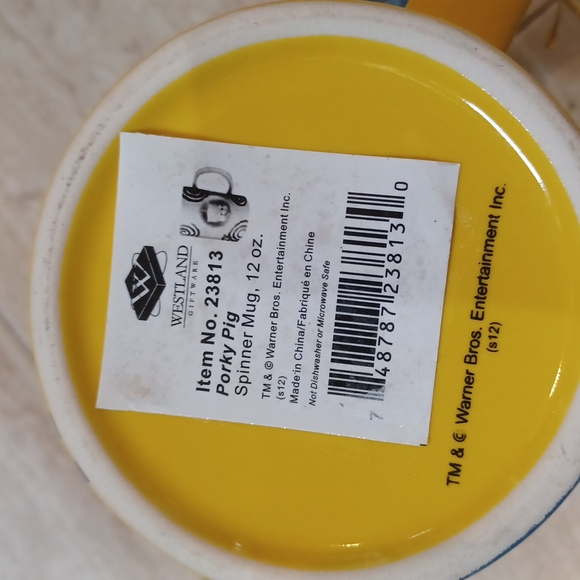 W
WESTLAND
GIFTWARE
Item No. 23813
Porky Pig
Spinner Mug, 12 oz.
TM & © Warner Bros. Entertainment Inc.
(s12)
Made in China/Fabriqué en Chine
Not Dishwasher or Microwave Safe
7 48787 23813 0
TM & © Warner Bros. Entertainment Inc.
(s12)